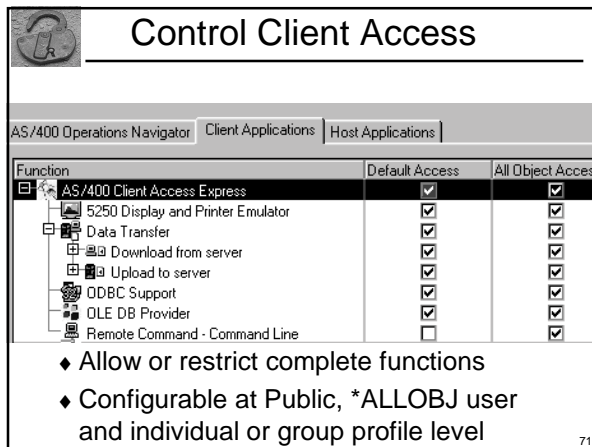 Control Client Access
AS/400 Operations Navigator Client Applications Host Applications
Function Default Access All Object Acces
AS/400 Client Access Express
5250 Display and Printer Emulator
Data Transfer
Download from server
Upload to server
ODBC Support
OLE DB Provider
Remote Command - Command Line
♦ Allow or restrict complete functions
♦ Configurable at Public, *ALLOBJ user
and individual or group profile level
71